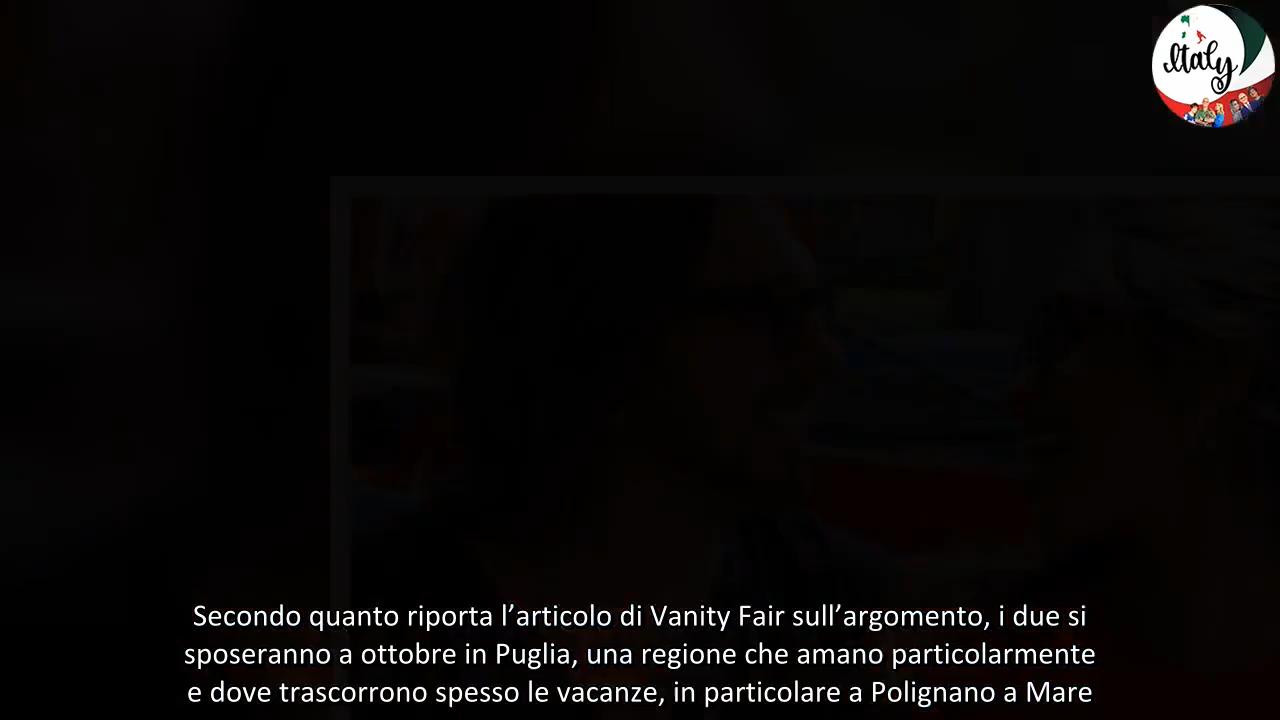 Italy
Secondo quanto riporta l’articolo di Vanity Fair sull’argomento, i due si
sposeranno a ottobre in Puglia, una regione che amano particolarmente
e dove trascorrono spesso le vacanze, in particolare a Polignano a Mare